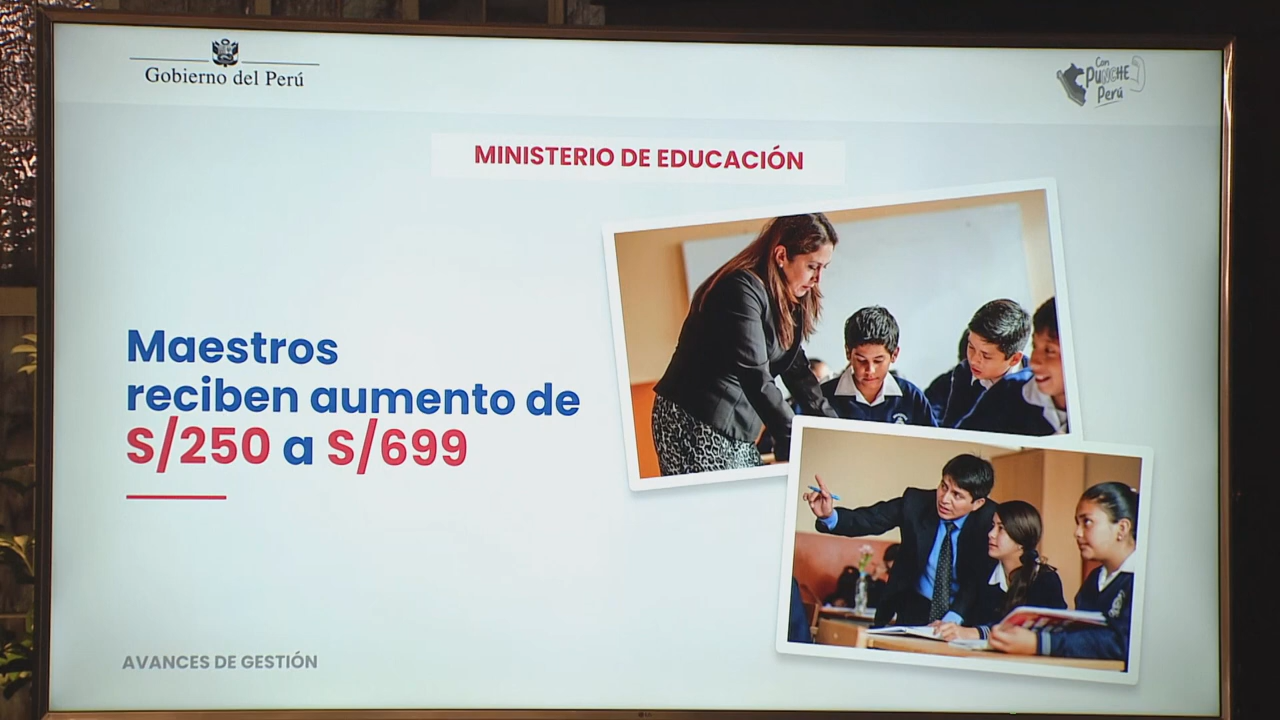 Gobierno del Perú
Con
PUNCHE
Perú
MINISTERIO DE EDUCACIÓN
Maestros
reciben aumento de
S/250 a S/699
AVANCES DE GESTIÓN